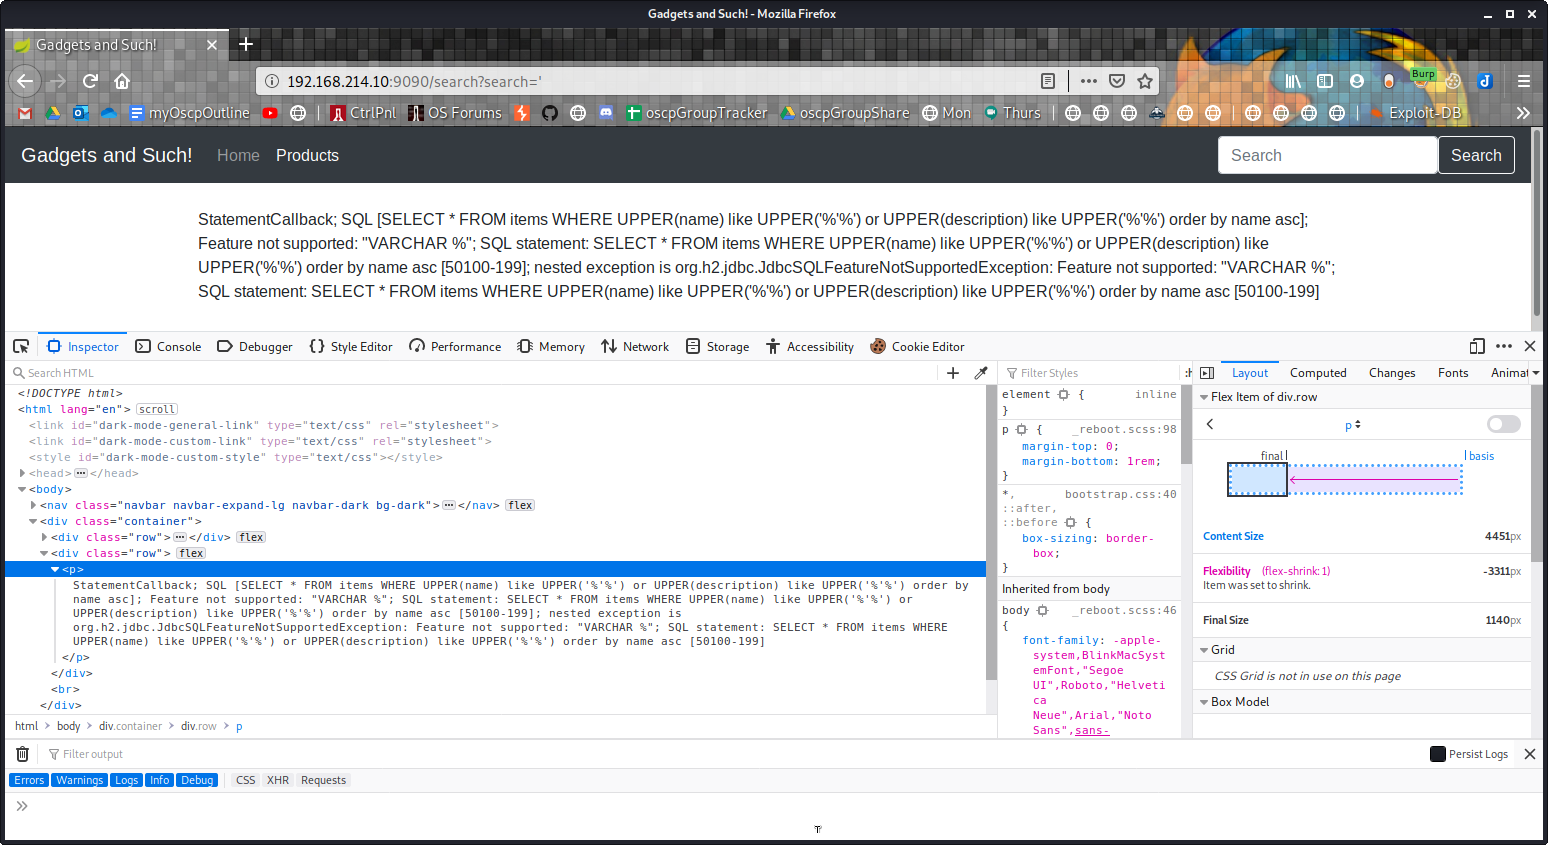 Gadgets and Such! - Mozilla Firefox
Gadgets and Such!
192.168.214.10:9090/search?search='
Burp
myOscpOutline
CtrlPnl
OS Forums
oscpGroupTracker
oscpGroupShare
Mon
Thurs
Exploit-DB
Gadgets and Such!
Home
Products
Search
Search
StatementCallback; SQL [SELECT * FROM items WHERE UPPER(name) like UPPER('%'%') or UPPER(description) like UPPER('%'%') order by name asc];
Feature not supported: "VARCHAR %"; SQL statement: SELECT * FROM items WHERE UPPER(name) like UPPER('%'%') or UPPER(description) like
UPPER('%'%') order by name asc [50100-199]; nested exception is org.h2.jdbc.JdbcSQLFeatureNotSupportedException: Feature not supported: "VARCHAR %";
SQL statement: SELECT * FROM items WHERE UPPER(name) like UPPER('%'%') or UPPER(description) like UPPER('%'%') order by name asc [50100-199]
Inspector
Console
Debugger
Style Editor
Performance
Memory
Network
Storage
Accessibility
Cookie Editor
Search HTML
<!DOCTYPE html>
<html lang="en"> scroll
<link id="dark-mode-general-link" type="text/css" rel="stylesheet">
<link id="dark-mode-custom-link" type="text/css" rel="stylesheet">
<style id="dark-mode-custom-style" type="text/css"></style>
<head> </head>
<body>
<nav class="navbar navbar-expand-lg navbar-dark bg-dark"> </nav> flex
<div class="container">
<div class="row"> </div> flex
<div class="row"> flex
<p>
StatementCallback; SQL [SELECT * FROM items WHERE UPPER(name) like UPPER('%'%') or UPPER(description) like UPPER('%'%') order by
name asc]; Feature not supported: "VARCHAR %"; SQL statement: SELECT * FROM items WHERE UPPER(name) like UPPER('%'%') or
UPPER(description) like UPPER('%'%') order by name asc [50100-199]; nested exception is
org.h2.jdbc.JdbcSQLFeatureNotSupportedException: Feature not supported: "VARCHAR %"; SQL statement: SELECT * FROM items WHERE
UPPER(name) like UPPER('%'%') or UPPER(description) like UPPER('%'%') order by name asc [50100-199]
</p>
</div>
<br>
</div>
html
body
div.container
div.row
p
Filter Styles
:h
element {
inline
}
p {
_reboot.scss:98
margin-top: 0;
margin-bottom: 1rem;
}
*,
bootstrap.css:40
::after,
::before {
box-sizing: border-
box;
}
Inherited from body
body
_reboot.scss:46
{
font-family: -apple-
system,BlinkMacSyst
emFont,"Segoe
UI",Roboto,"Helveti
ca
Neue",Arial,"Noto
Sans",sans-
Layout
Computed
Changes
Fonts
Animat
Flex Item of div.row
p
final
basis
Content Size
4451px
Flexibility (flex-shrink: 1)
-3311px
Item was set to shrink.
Final Size
1140px
Grid
CSS Grid is not in use on this page
Box Model
Filter output
Persist Logs
Errors
Warnings
Logs
Info
Debug
CSS
XHR
Requests